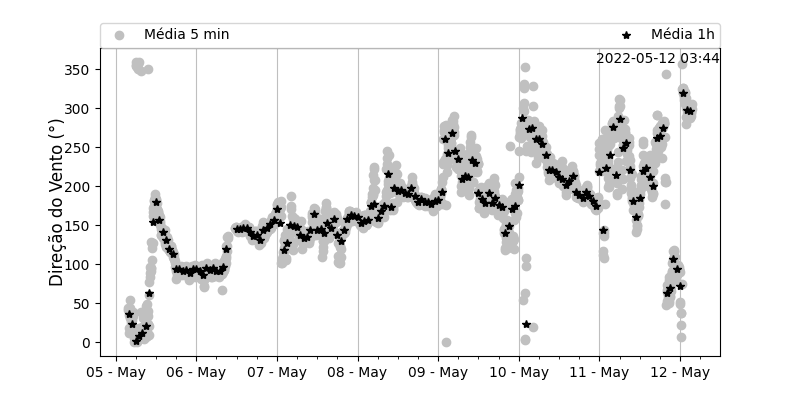 Média 5 min
Média 1h
2022-05-12 03:44
350
300
250
200
150
100
50
0
Direção do Vento (°)
05 - May
06 - May
07 - May
08 - May
09 - May
10 - May
11 - May
12 - May